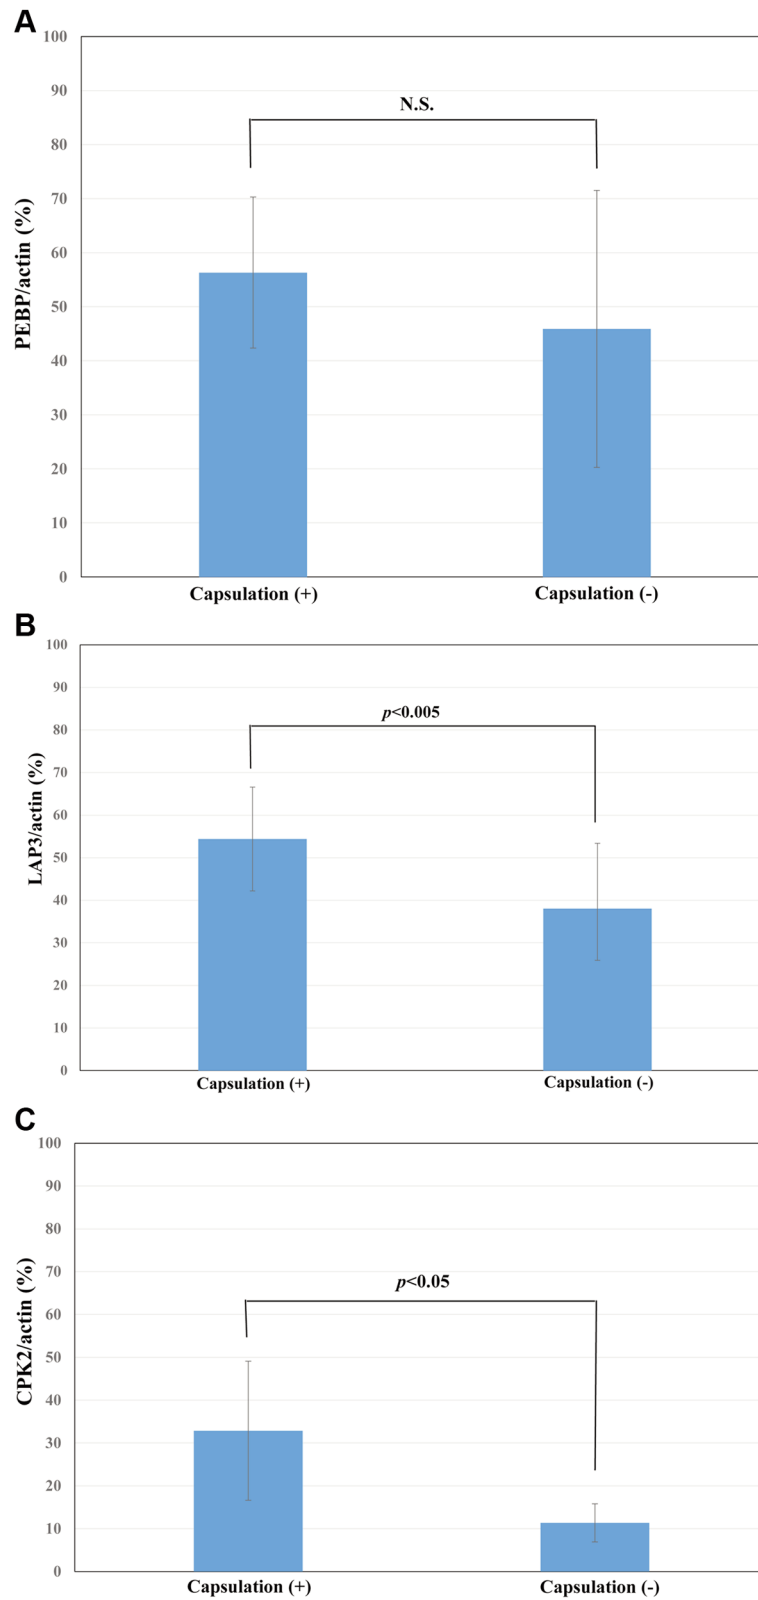 A
100
90
80
70
60
50
40
30
20
10
0
PEBP/actin (%)
N.S.
Capsulation (+)
Capsulation (-)
B
100
90
80
70
60
50
40
30
20
10
0
LAP3/actin (%)
p<0.005
Capsulation (+)
Capsulation (-)
C
100
90
80
70
60
50
40
30
20
10
0
CPK2/actin (%)
p<0.05
Capsulation (+)
Capsulation (-)